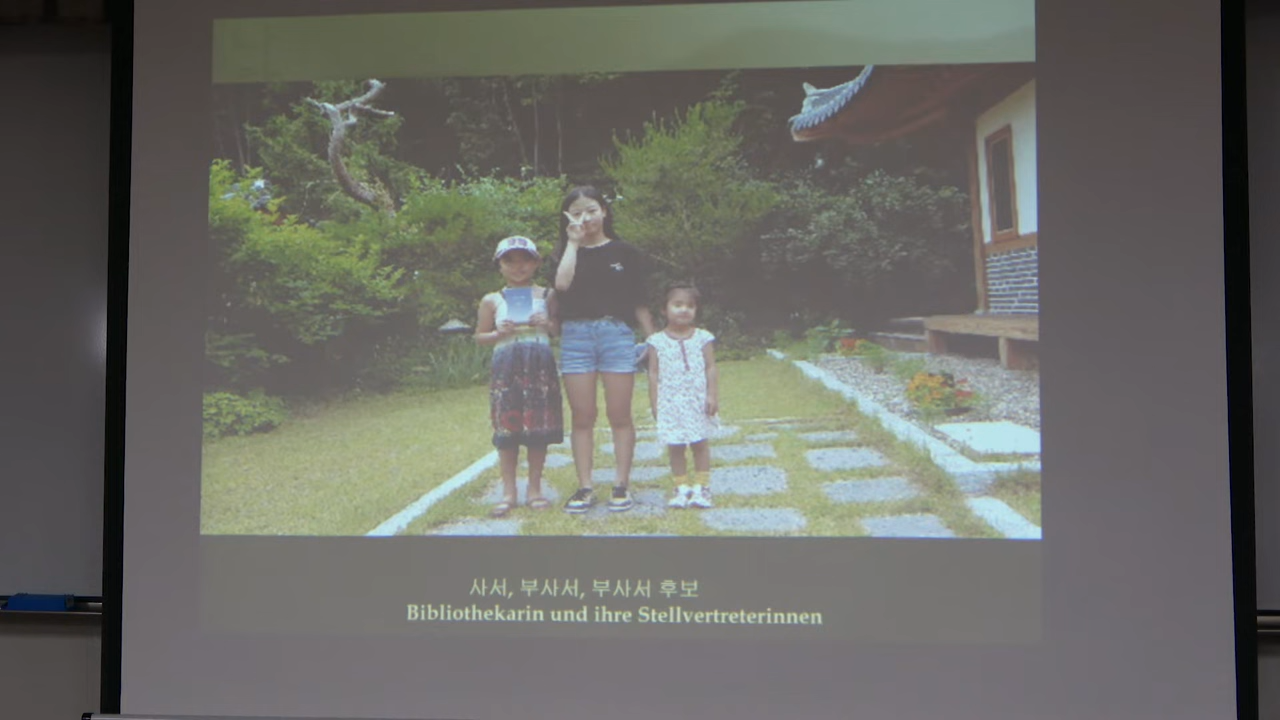 사서, 부사서, 부사서 후보
Bibliothekarin und ihre Stellvertreterinnen